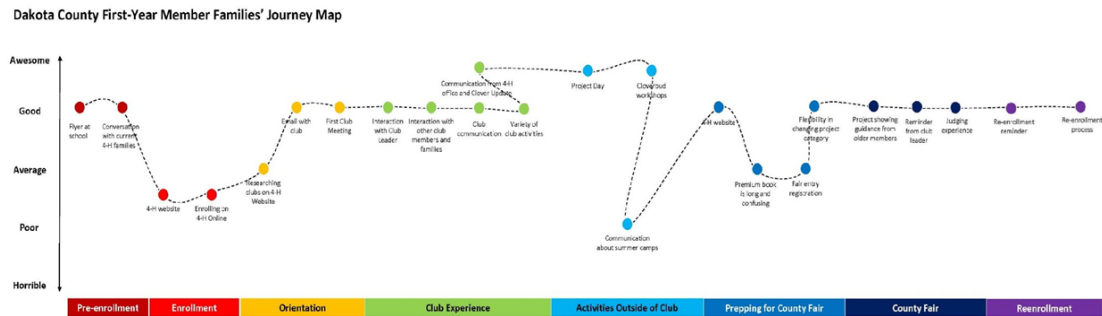 Dakota County First-Year Member Families' Journey Map
Awesome
Good
Average
Poor
Horrible
Flyer at
school
Conversation
with current
4-H families
4-H website
Enrolling on
4-H Online
Researching
clubs on 4-H
Website
Email with
club
First Club
Meeting
Interaction
with Club
Leader
Interaction with
other club
members and
families
Club
communication
Variety of
club activities
Communication from 4-H
office and Clover Update
Project Day
Cloverbud
workshops
Communication
about summer camps
4-H website
Premium book
is long and
confusing
Fair entry
registration
Flexibility in
changing project
category
Project showing
guidance from
older members
Reminder
from club
leader
Judging
experience
Re-enrollment
reminder
Re-enrollment
process
Pre-enrollment
Enrollment
Orientation
Club Experience
Activities Outside of Club
Prepping for County Fair
County Fair
Reenrollment